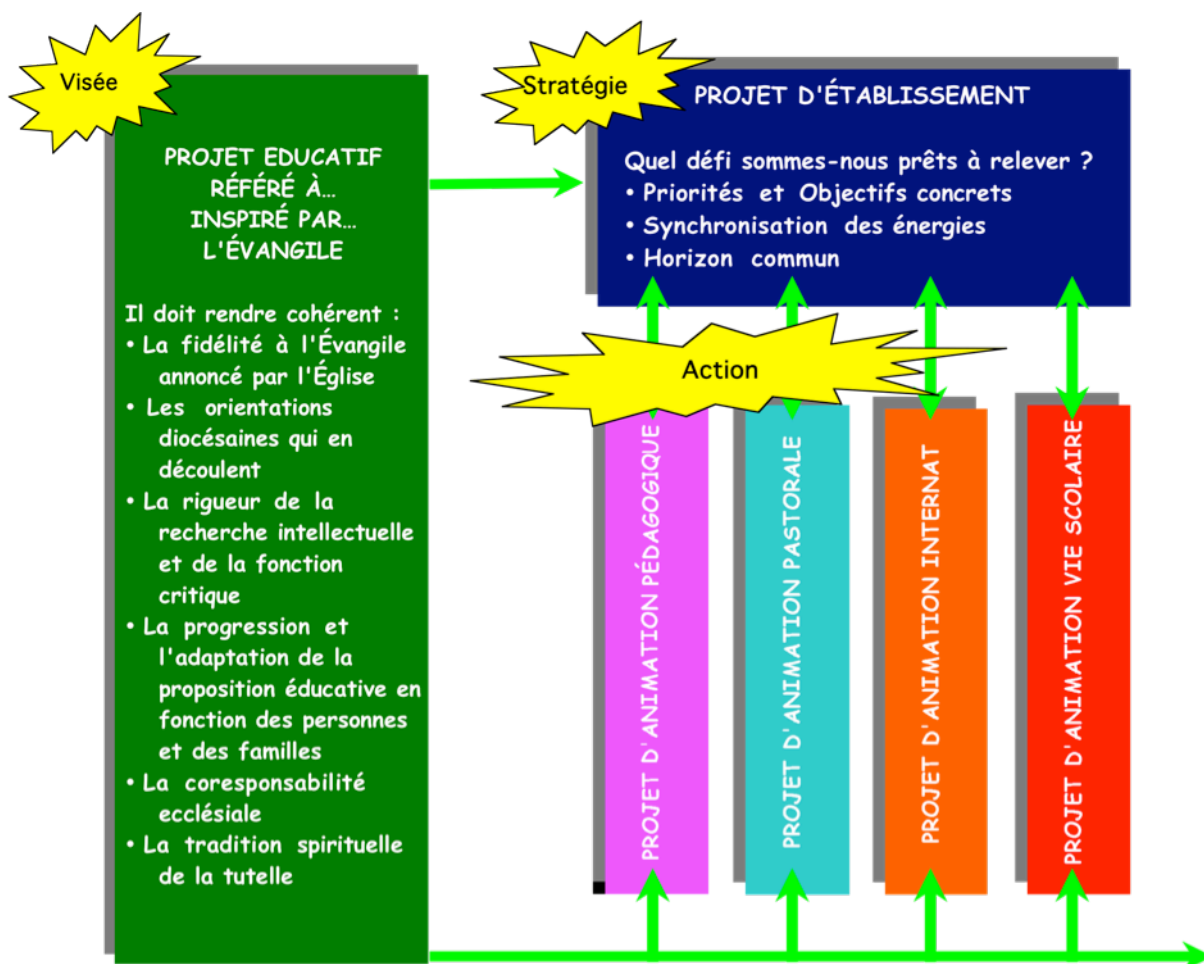 Visée
PROJET EDUCATIF
RÉFÉRÉ À...
INSPIRÉ PAR...
L'ÉVANGILE
Il doit rendre cohérent :
• La fidélité à l'Évangile
annoncé par l'Église
• Les orientations
diocésaines qui en
découlent
• La rigueur de la
recherche intellectuelle
et de la fonction
critique
• La progression et
l'adaptation de la
proposition éducative en
fonction des personnes
et des familles
• La coresponsabilité
ecclésiale
• La tradition spirituelle
de la tutelle
Stratégie
PROJET D'ÉTABLISSEMENT
Quel défi sommes-nous prêts à relever ?
• Priorités et Objectifs concrets
• Synchronisation des énergies
• Horizon commun
Action
PROJET D'ANIMATION PÉDAGOGIQUE
PROJET D'ANIMATION PASTORALE
PROJET D'ANIMATION INTERNAT
PROJET D'ANIMATION VIE SCOLAIRE